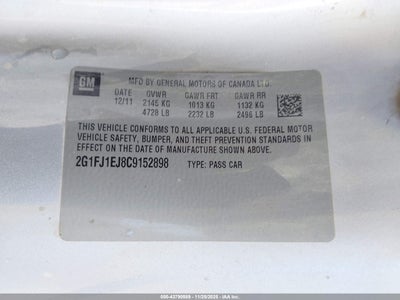 GM
MFD BY GENERAL MOTORS OF CANADA LTD.
DATE GVWR GAWR FRT GAWR RR
12/11 2145 KG 1013 KG 1132 KG
4728 LB 2232 LB 2496 LB
THIS VEHICLE CONFORMS TO ALL APPLICABLE U.S. FEDERAL MOTOR
VEHICLE SAFETY, BUMPER, AND THEFT PREVENTION STANDARDS IN
EFFECT ON THE DATE OF MANUFACTURE SHOWN ABOVE.
2G1FJ1EJ8C9152898 TYPE: PASS CAR